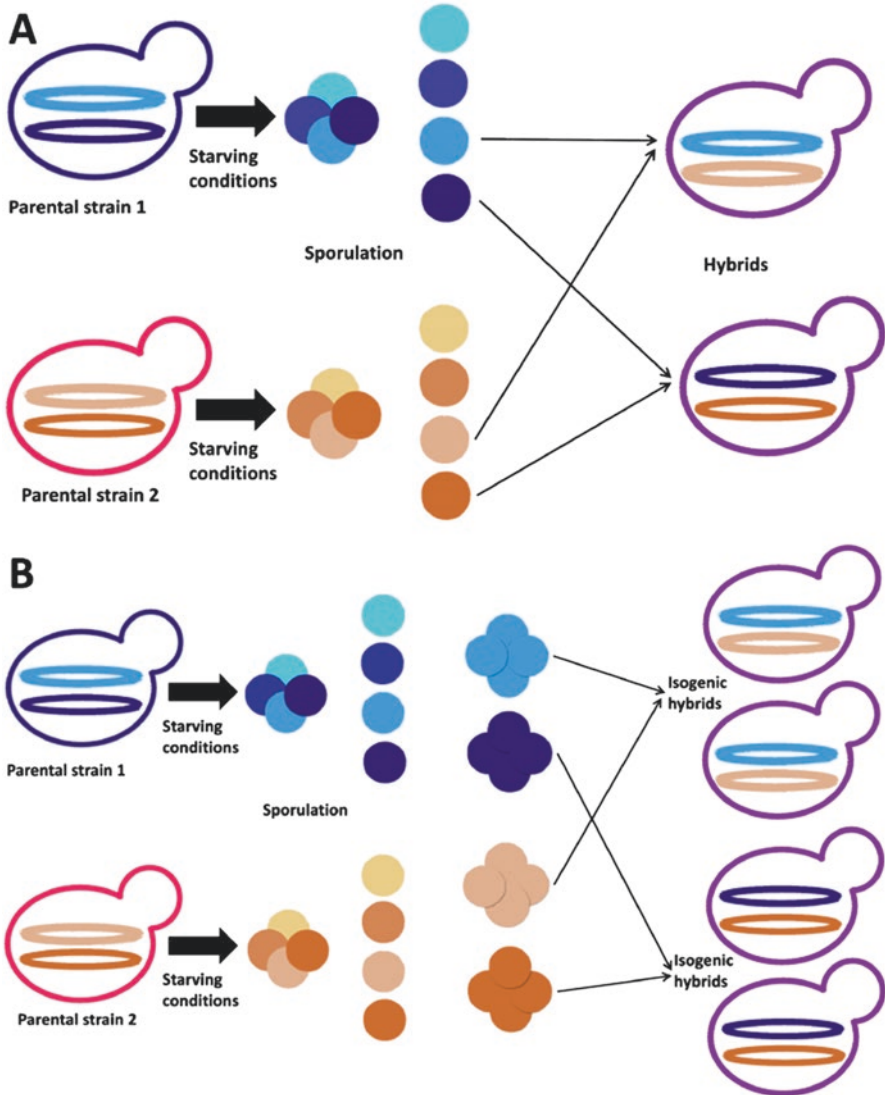 A
Starving
conditions
Parental strain 1
Sporulation
Hybrids
Starving
conditions
Parental strain 2
B
Starving
conditions
Isogenic
hybrids
Parental strain 1
Sporulation
Starving
conditions
Isogenic
hybrids
Parental strain 2